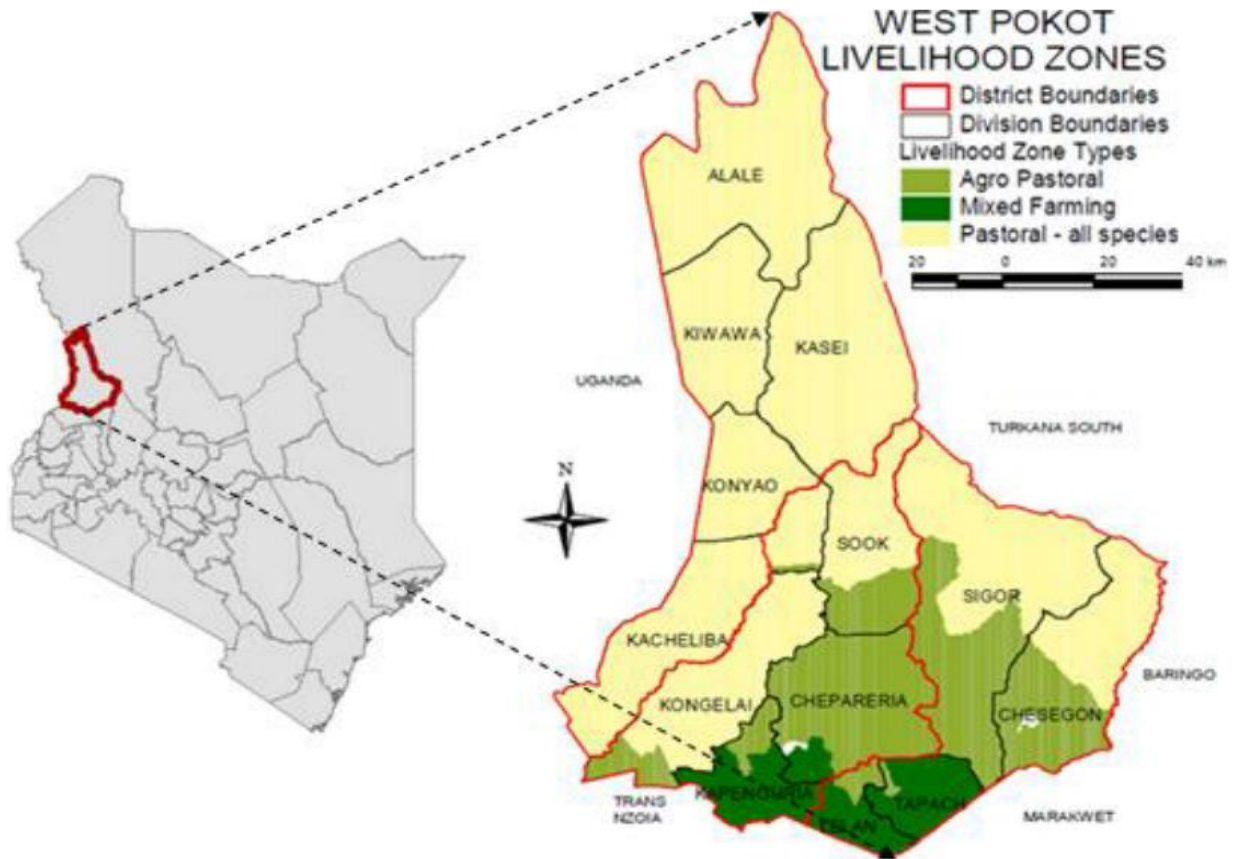 WEST POKOT
LIVELIHOOD ZONES
District Boundaries
Division Boundaries
Livelihood Zone Types
Agro Pastoral
Mixed Farming
Pastoral - all species
20 0 20 40 km
ALALE
KIWAWA
KASEI
UGANDA
TURKANA SOUTH
N
KONYAO
SOOK
SIGOR
KACHELIBA
BARINGO
KONGELAI
CHEPARERIA
CHESEGON
KAPENGURIA
TAPACH
TRANS
NZOIA
LELAN
MARAKWET